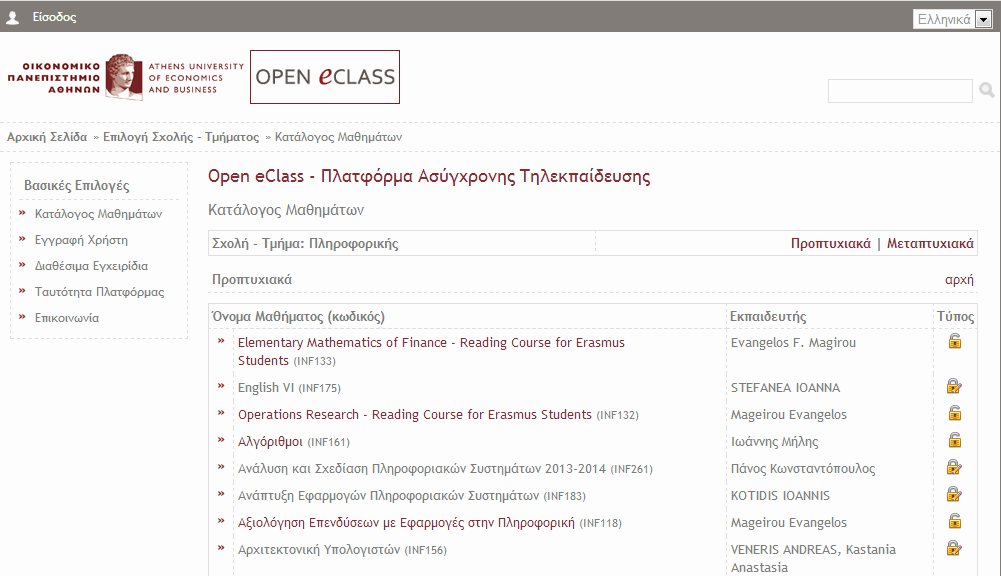 Είσοδος
Ελληνικά
ΟΙΚΟΝΟΜΙΚΟ
ΠΑΝΕΠΙΣΤΗΜΙΟ
ΑΘΗΝΩΝ
ATHENS UNIVERSITY
OF ECONOMICS
AND BUSINESS
OPEN eCLASS
Αρχική Σελίδα » Επιλογή Σχολής - Τμήματος » Κατάλογος Μαθημάτων
Βασικές Επιλογές
» Κατάλογος Μαθημάτων
» Εγγραφή Χρήστη
» Διαθέσιμα Εγχειρίδια
» Ταυτότητα Πλατφόρμας
» Επικοινωνία
Open eClass - Πλατφόρμα Ασύγχρονης Τηλεκπαίδευσης
Κατάλογος Μαθημάτων
Σχολή - Τμήμα: Πληροφορικής Προπτυχιακά | Μεταπτυχιακά
Προπτυχιακά αρχή
Όνομα Μαθήματος (κωδικός) Εκπαιδευτής Τύπος
» Elementary Mathematics of Finance - Reading Course for Erasmus Evangelos F. Magirou
Students (INF133)
» English VI (INF175) STEFANEA IOANNA
» Operations Research - Reading Course for Erasmus Students (INF132) Mageirou Evangelos
» Αλγόριθμοι (INF161) Ιωάννης Μήλης
» Ανάλυση και Σχεδίαση Πληροφοριακών Συστημάτων 2013-2014 (INF261) Πάνος Κωνσταντόπουλος
» Ανάπτυξη Εφαρμογών Πληροφοριακών Συστημάτων (INF183) KOTIDIS IOANNIS
» Αξιολόγηση Επενδύσεων με Εφαρμογές στην Πληροφορική (INF118) Mageirou Evangelos
» Αρχιτεκτονική Υπολογιστών (INF156) VENERIS ANDREAS, Kastania
Anastasia